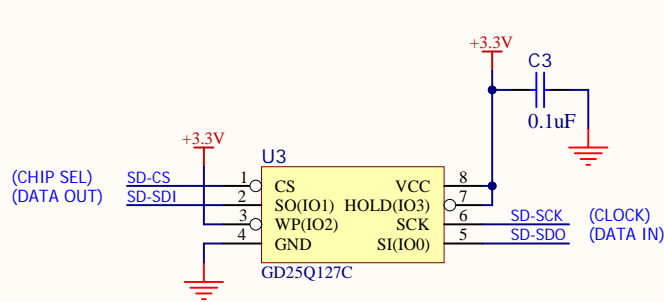 +3.3V
C3
0.1uF
+3.3V
U3
(CHIP SEL) SD-CS 1 CS VCC 8
(DATA OUT) SD-SDI 2 SO(IO1) HOLD(IO3) 7
3 WP(IO2) SCK 6 SD-SCK (CLOCK)
4 GND SI(IO0) 5 SD-SDO (DATA IN)
GD25Q127C